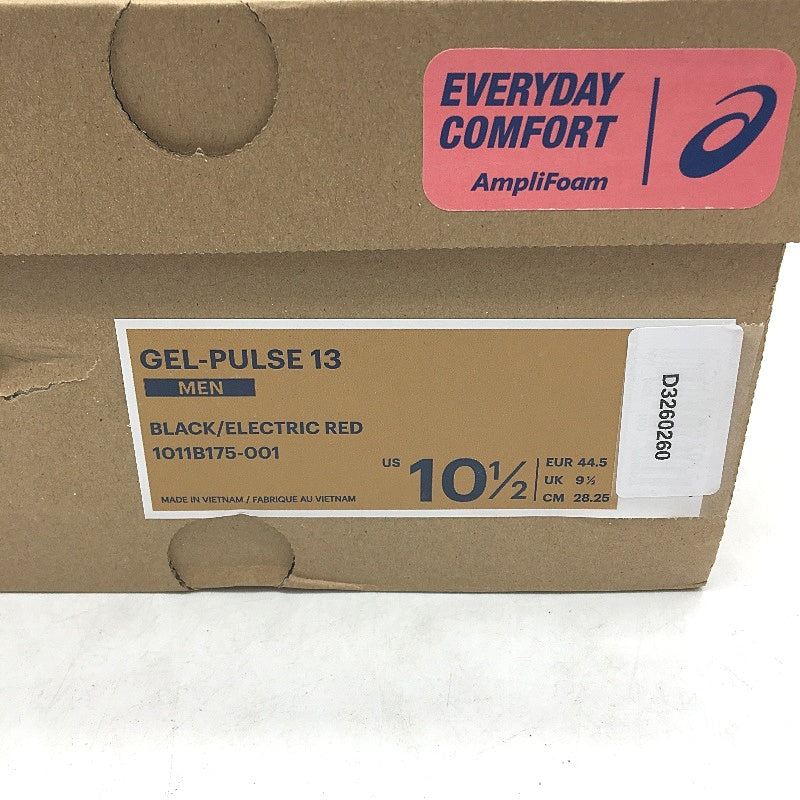 EVERYDAY
COMFORT
AmpliFoam
GEL-PULSE 13
MEN
BLACK/ELECTRIC RED
1011B175-001
MADE IN VIETNAM / FABRIQUE AU VIETNAM
US 10½
EUR 44.5
UK 9½
CM 28.25
D3260260